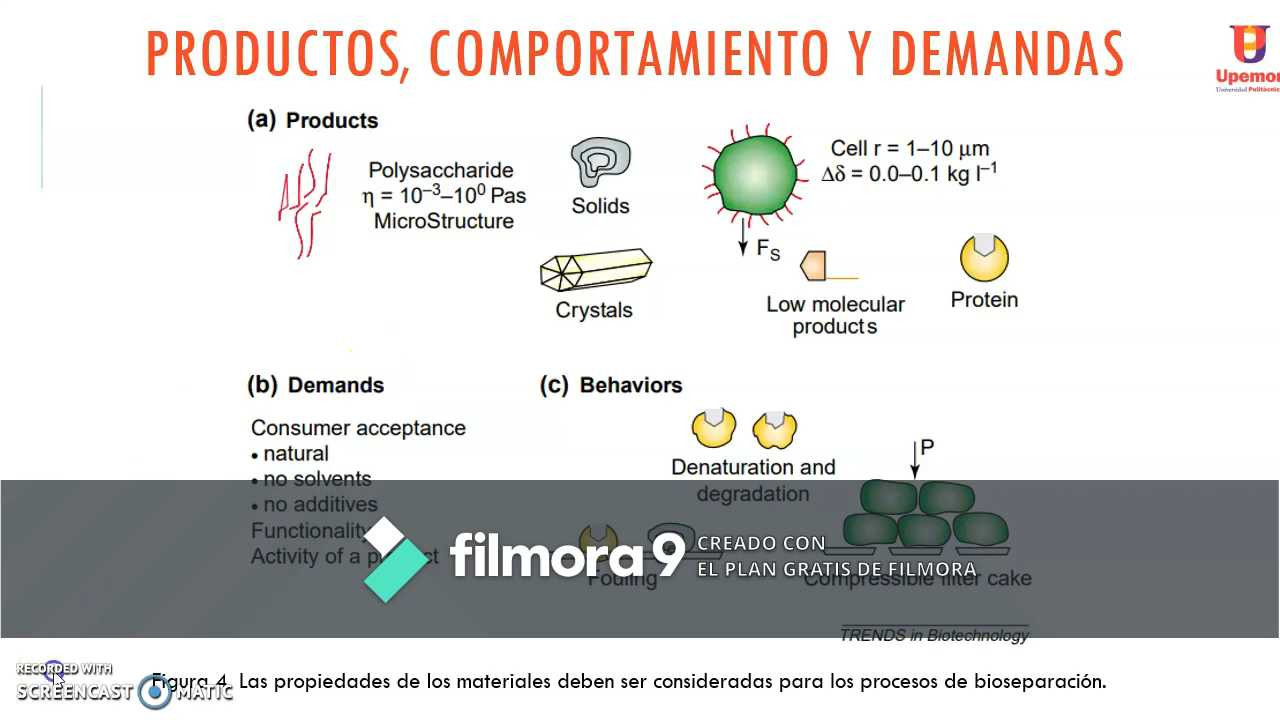 PRODUCTOS, COMPORTAMIENTO Y DEMANDAS
Upemor
Universidad Politécnic
(a) Products
Polysaccharide
η = 10⁻³–10⁰ Pas
MicroStructure
Solids
Crystals
Cell r = 1–10 μm
Δδ = 0.0–0.1 kg l⁻¹
F_S
Low molecular
products
Protein
(b) Demands
Consumer acceptance
• natural
• no solvents
• no additives
Functionality
Activity of a product
(c) Behaviors
Denaturation and
degradation
P
Fouling
Compressible filter cake
filmora9
CREADO CON
EL PLAN GRATIS DE FILMORA
TRENDS in Biotechnology
RECORDED WITH
SCREENCAST MATIC
Figura 4. Las propiedades de los materiales deben ser consideradas para los procesos de bioseparación.